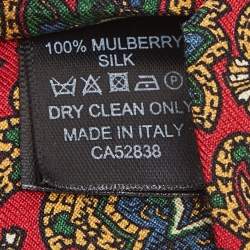 100% MULBERRY
SILK
DRY CLEAN ONLY
MADE IN ITALY
CA52838